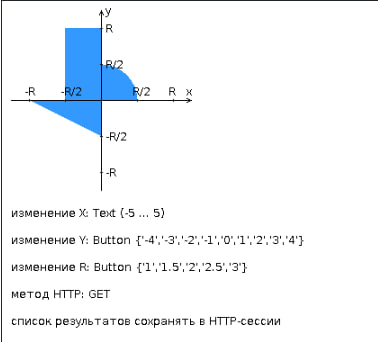 y
R
R/2
-R
-R/2
R/2
R
x
-R/2
-R
изменение X: Text (-5 ... 5)
изменение Y: Button {'-4','-3','-2','-1','0','1','2','3','4'}
изменение R: Button {'1','1.5','2','2.5','3'}
метод HTTP: GET
список результатов сохранять в HTTP-сессии